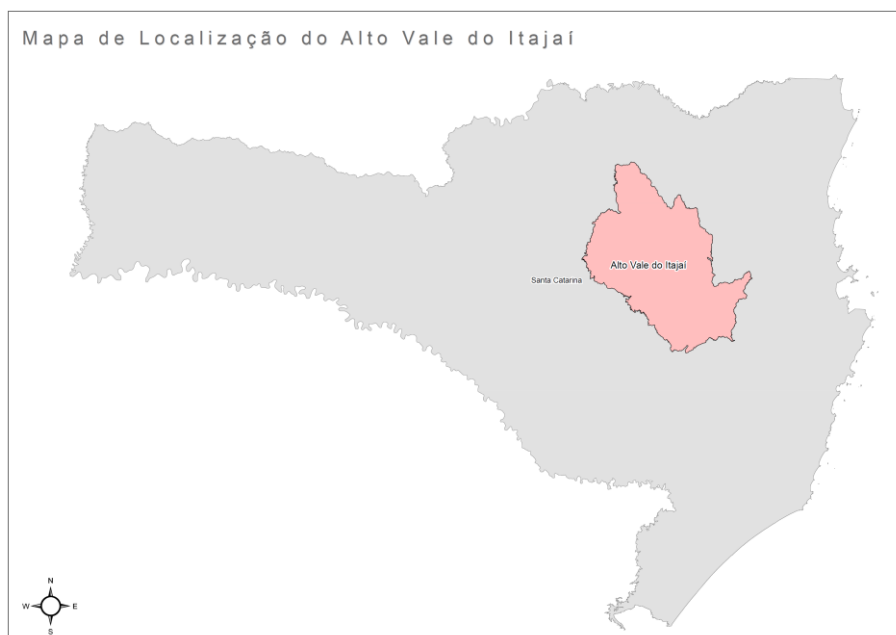 Mapa de Localização do Alto Vale do Itajaí
Alto Vale do Itajaí
Santa Catarina
N
W
E
S